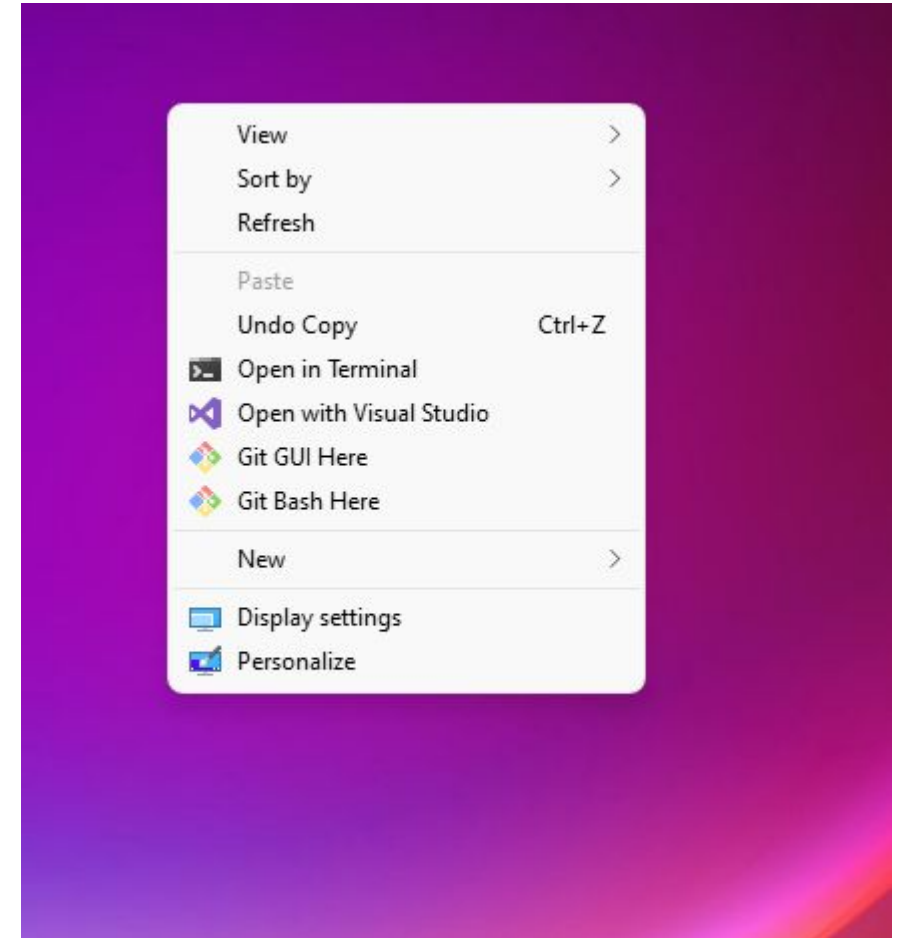 View
Sort by
Refresh
Paste
Undo Copy Ctrl+Z
Open in Terminal
Open with Visual Studio
Git GUI Here
Git Bash Here
New
Display settings
Personalize